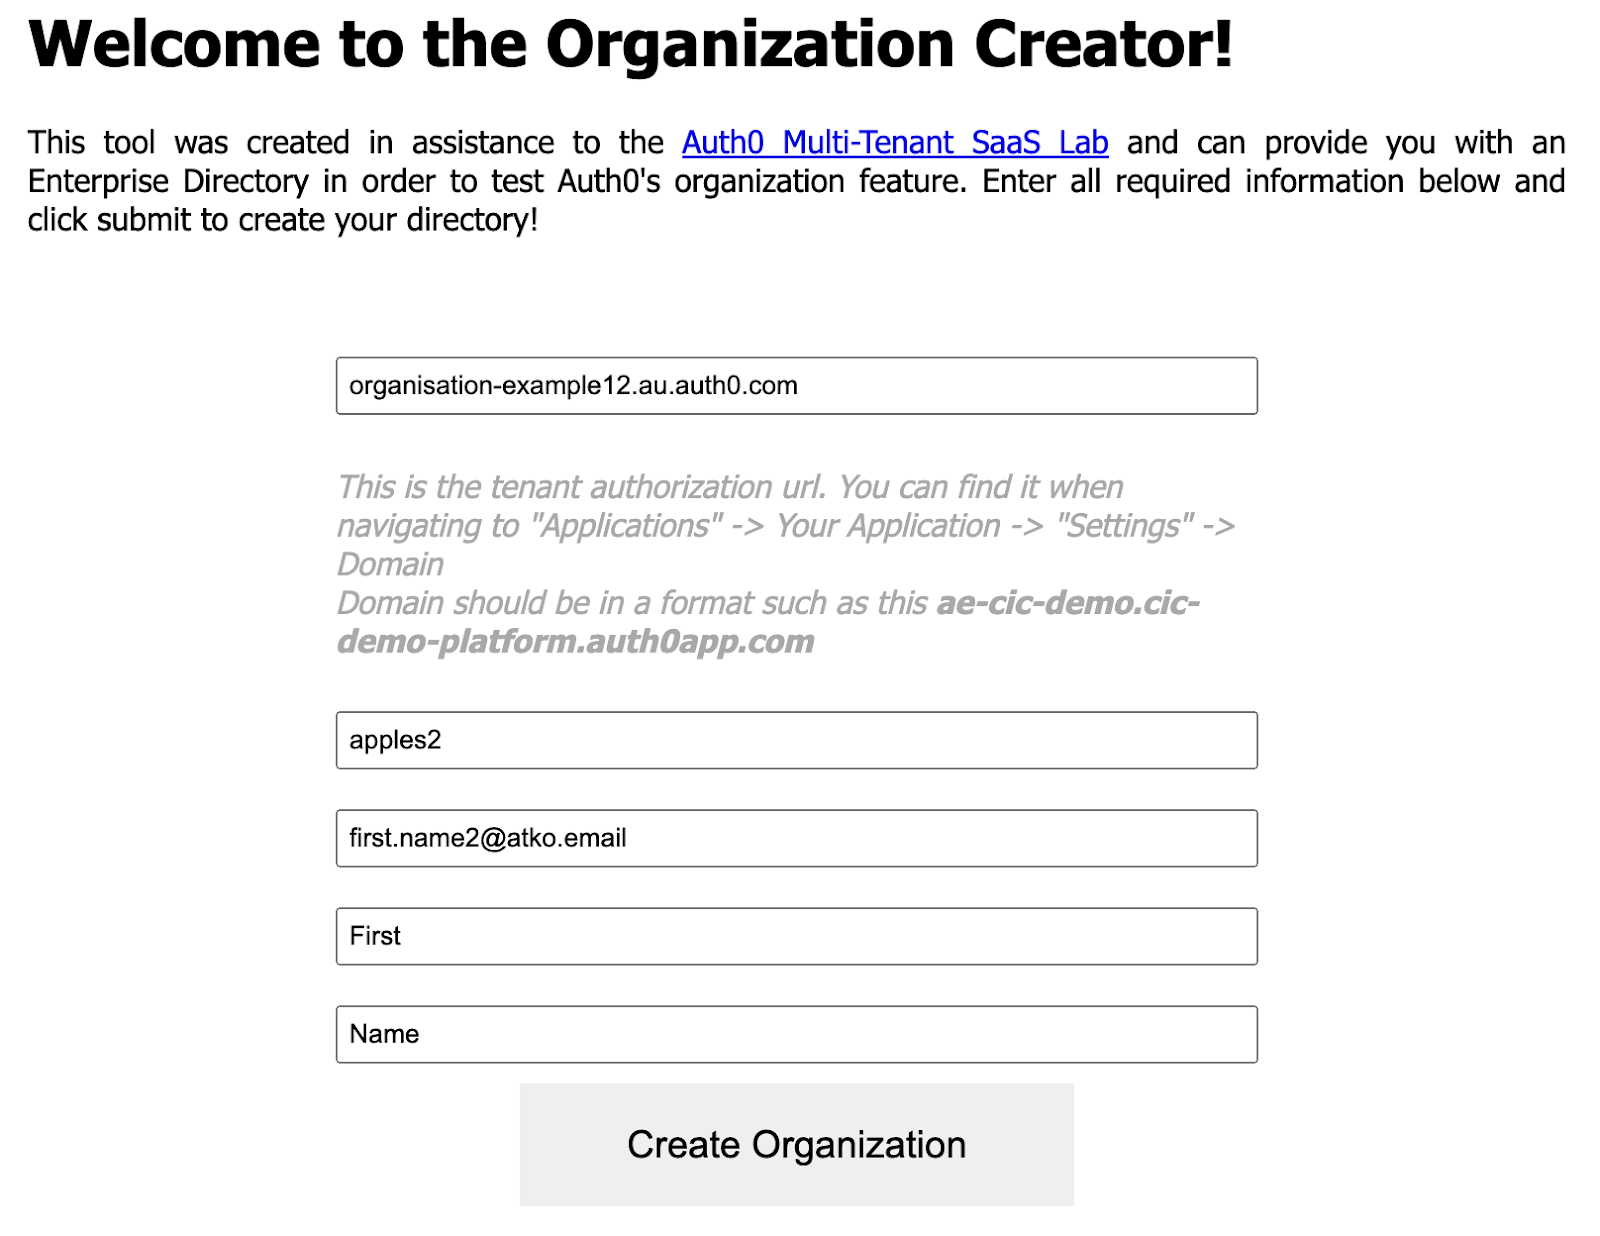 Welcome to the Organization Creator!
This tool was created in assistance to the Auth0 Multi-Tenant SaaS Lab and can provide you with an
Enterprise Directory in order to test Auth0's organization feature. Enter all required information below and
click submit to create your directory!
organisation-example12.au.auth0.com
This is the tenant authorization url. You can find it when
navigating to "Applications" -> Your Application -> "Settings" ->
Domain
Domain should be in a format such as this ae-cic-demo.cic-
demo-platform.auth0app.com
apples2
first.name2@atko.email
First
Name
Create Organization